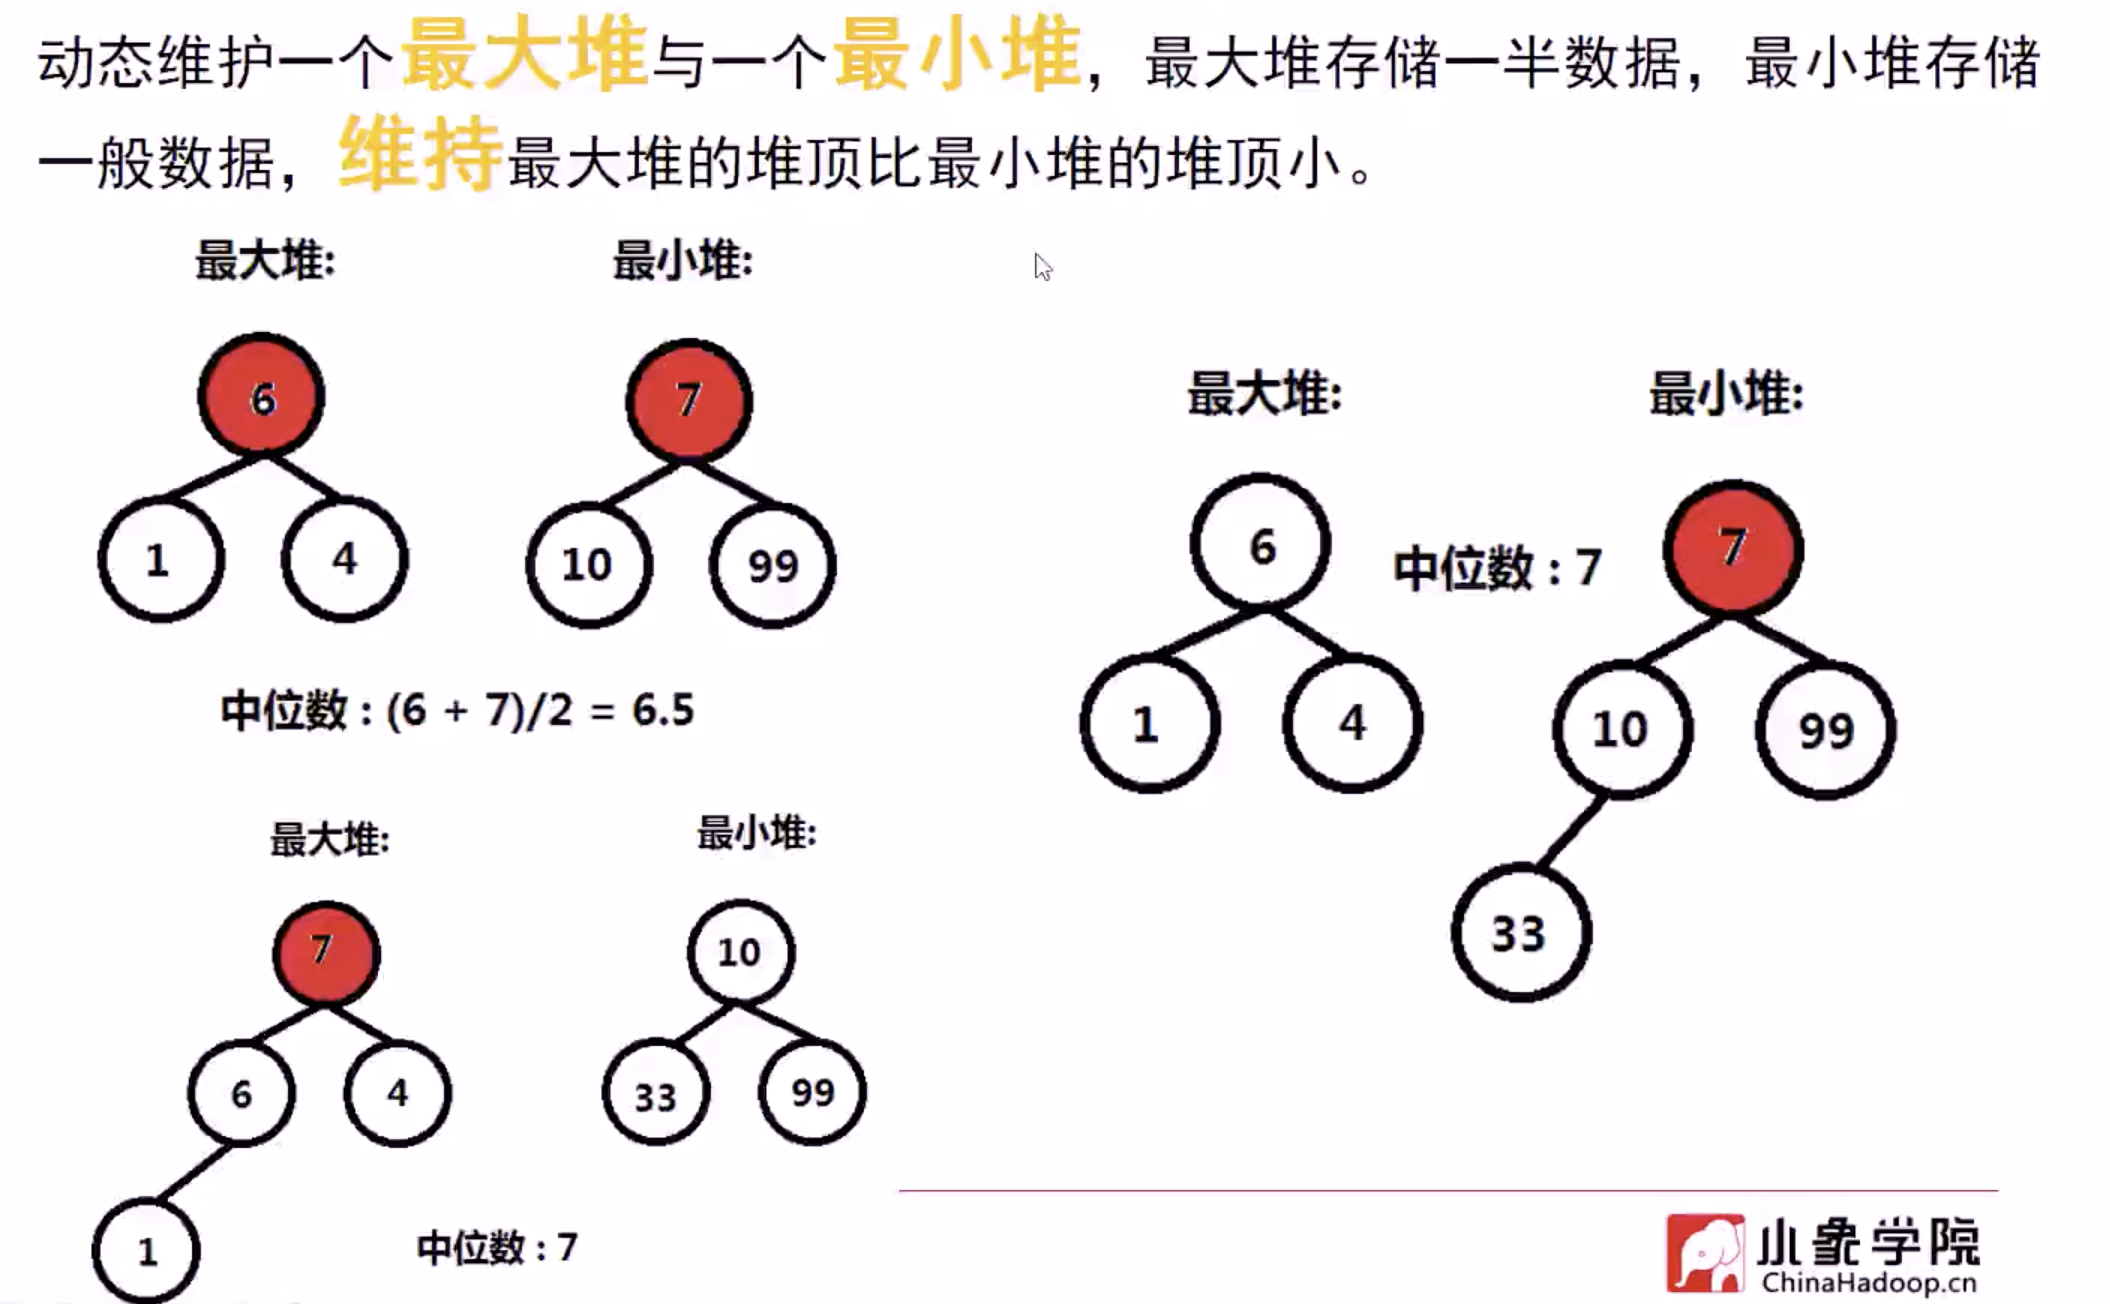 动态维护一个最大堆与一个最小堆，最大堆存储一半数据，最小堆存储
一般数据，维持最大堆的堆顶比最小堆的堆顶小。
最大堆:
最小堆:
6
7
1
4
10
99
中位数 : (6 + 7)/2 = 6.5
最大堆:
最小堆:
6
中位数 : 7
7
1
4
10
99
33
最大堆:
最小堆:
7
10
6
4
33
99
1
中位数 : 7
小象学院
ChinaHadoop.cn